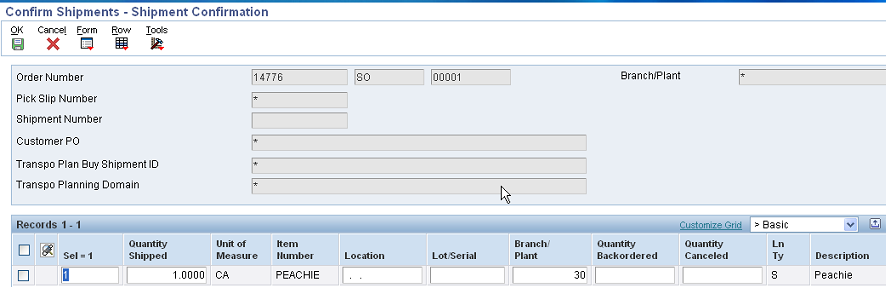 Confirm Shipments - Shipment Confirmation
OK Cancel Form Row Tools
Order Number 14776 SO 00001 Branch/Plant *
Pick Slip Number *
Shipment Number
Customer PO *
Transpo Plan Buy Shipment ID *
Transpo Planning Domain *
Records 1 - 1 Customize Grid > Basic
Sel = 1 Quantity Shipped Unit of Measure Item Number Location Lot/Serial Branch/ Plant Quantity Backordered Quantity Canceled Ln Ty Description
1 1.0000 CA PEACHIE . . 30 S Peachie